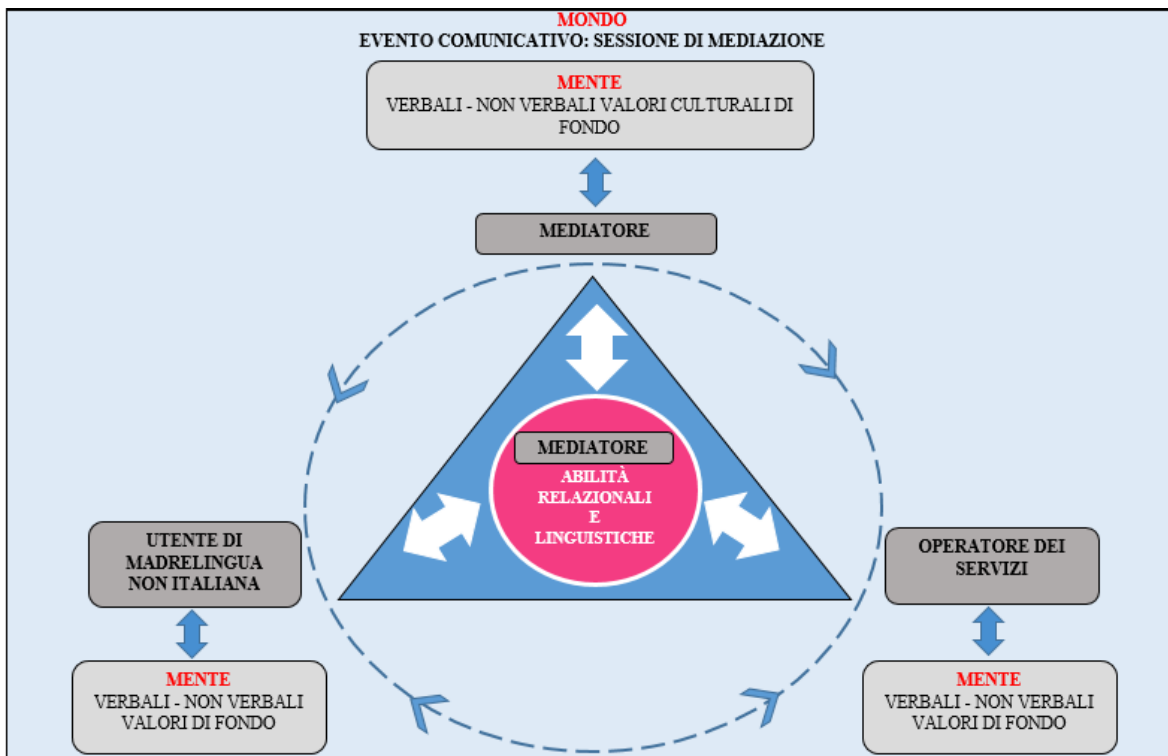 MONDO
EVENTO COMUNICATIVO: SESSIONE DI MEDIAZIONE
MENTE
VERBALI - NON VERBALI VALORI CULTURALI DI
FONDO
MEDIATORE
MEDIATORE
ABILITÀ
RELAZIONALI
E
LINGUISTICHE
UTENTE DI
MADRELINGUA
NON ITALIANA
OPERATORE DEI
SERVIZI
MENTE
VERBALI - NON VERBALI
VALORI DI FONDO
MENTE
VERBALI - NON VERBALI
VALORI DI FONDO